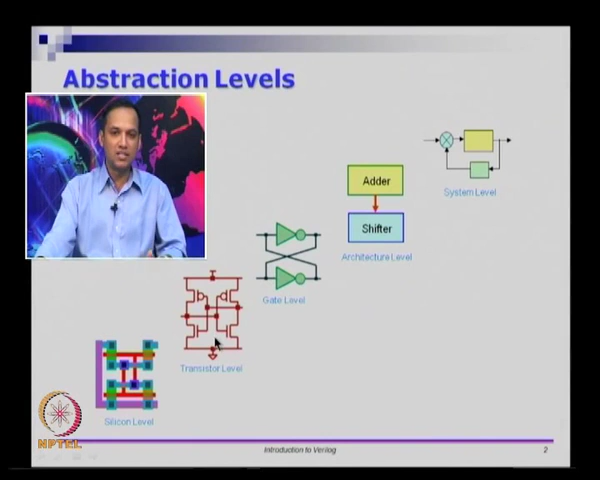 Abstraction Levels
System Level
Adder
Shifter
Architecture Level
Gate Level
Transistor Level
Silicon Level
NPTEL
Introduction to Verilog
2